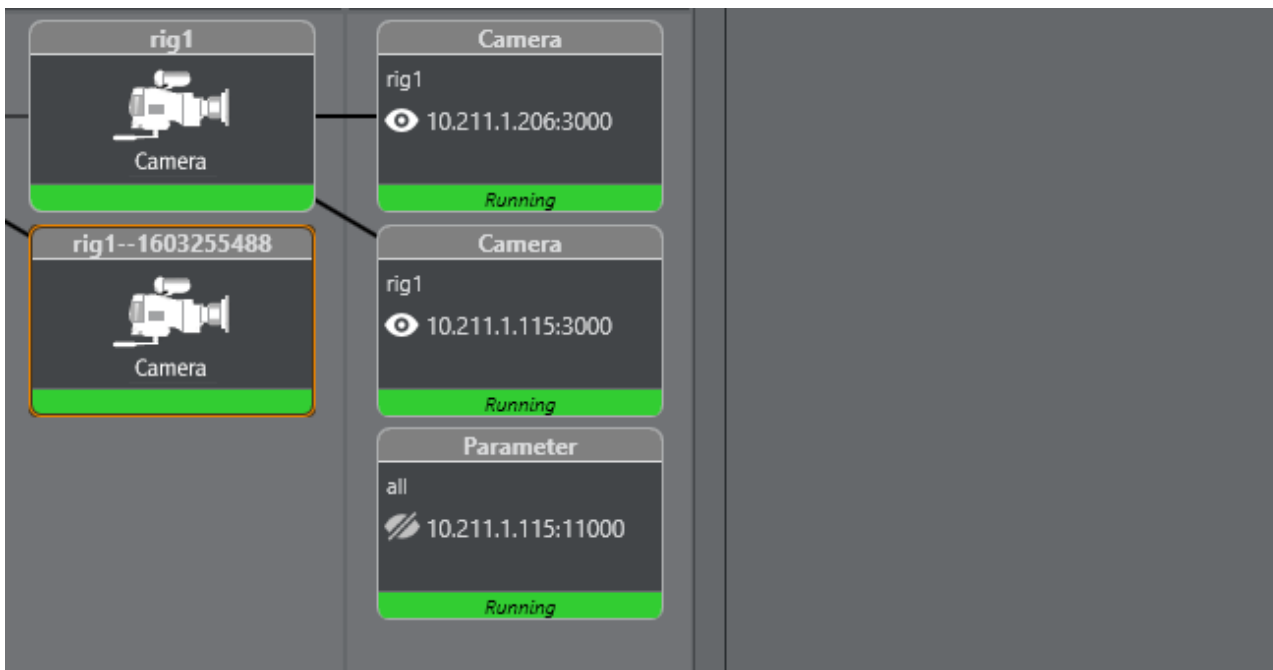 rig1
Camera
rig1--1603255488
Camera
Camera
rig1
10.211.1.206:3000
Running
Camera
rig1
10.211.1.115:3000
Running
Parameter
all
10.211.1.115:11000
Running